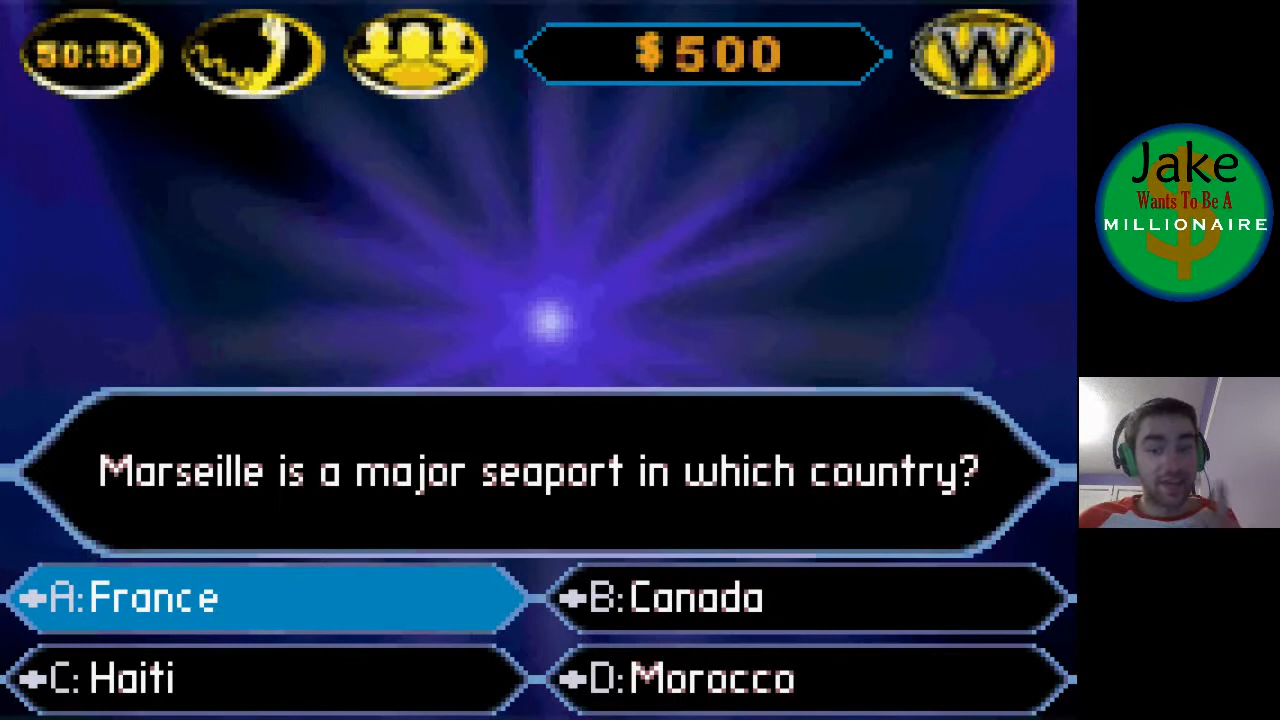 50:50
$500
W
Jake
Wants To Be A
MILLIONAIRE
Marseille is a major seaport in which country?
A: France
B: Canada
C: Haiti
D: Morocco